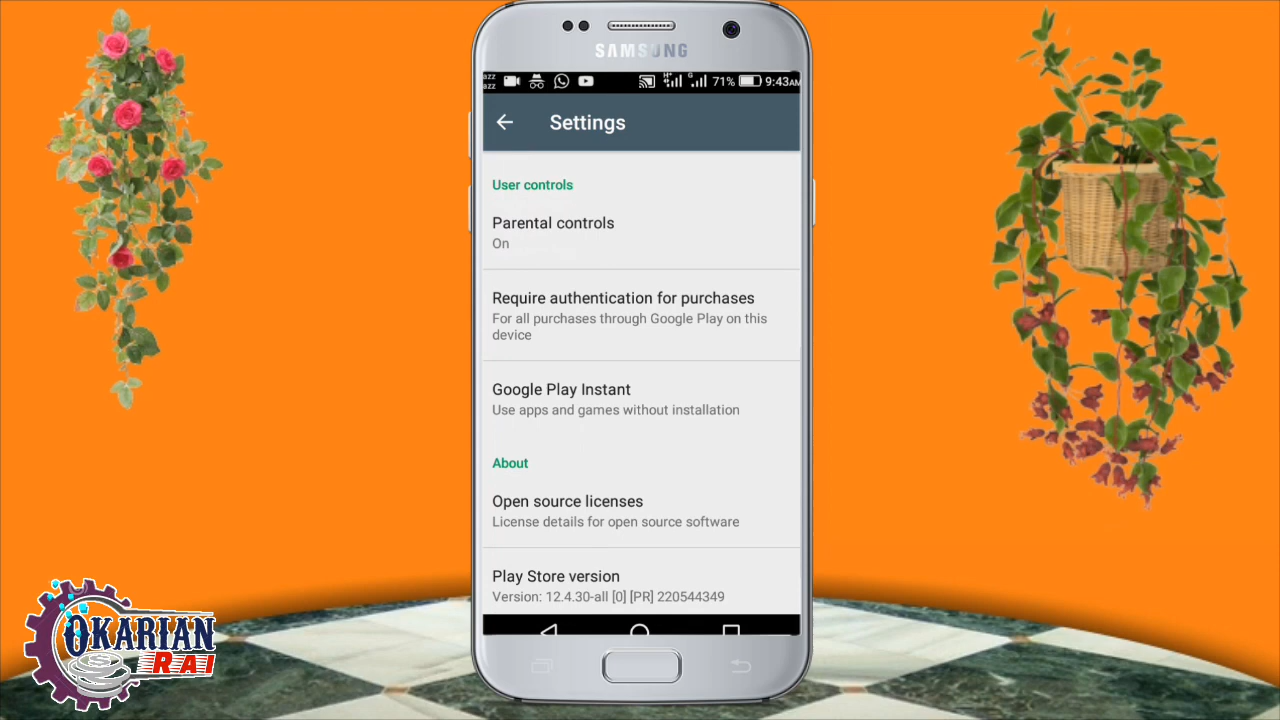 SAMSUNG
azz
azz
H+
G
71%
9:43AM
Settings
User controls
Parental controls
On
Require authentication for purchases
For all purchases through Google Play on this
device
Google Play Instant
Use apps and games without installation
About
Open source licenses
License details for open source software
Play Store version
Version: 12.4.30-all [0] [PR] 220544349
OKARIAN
RAI